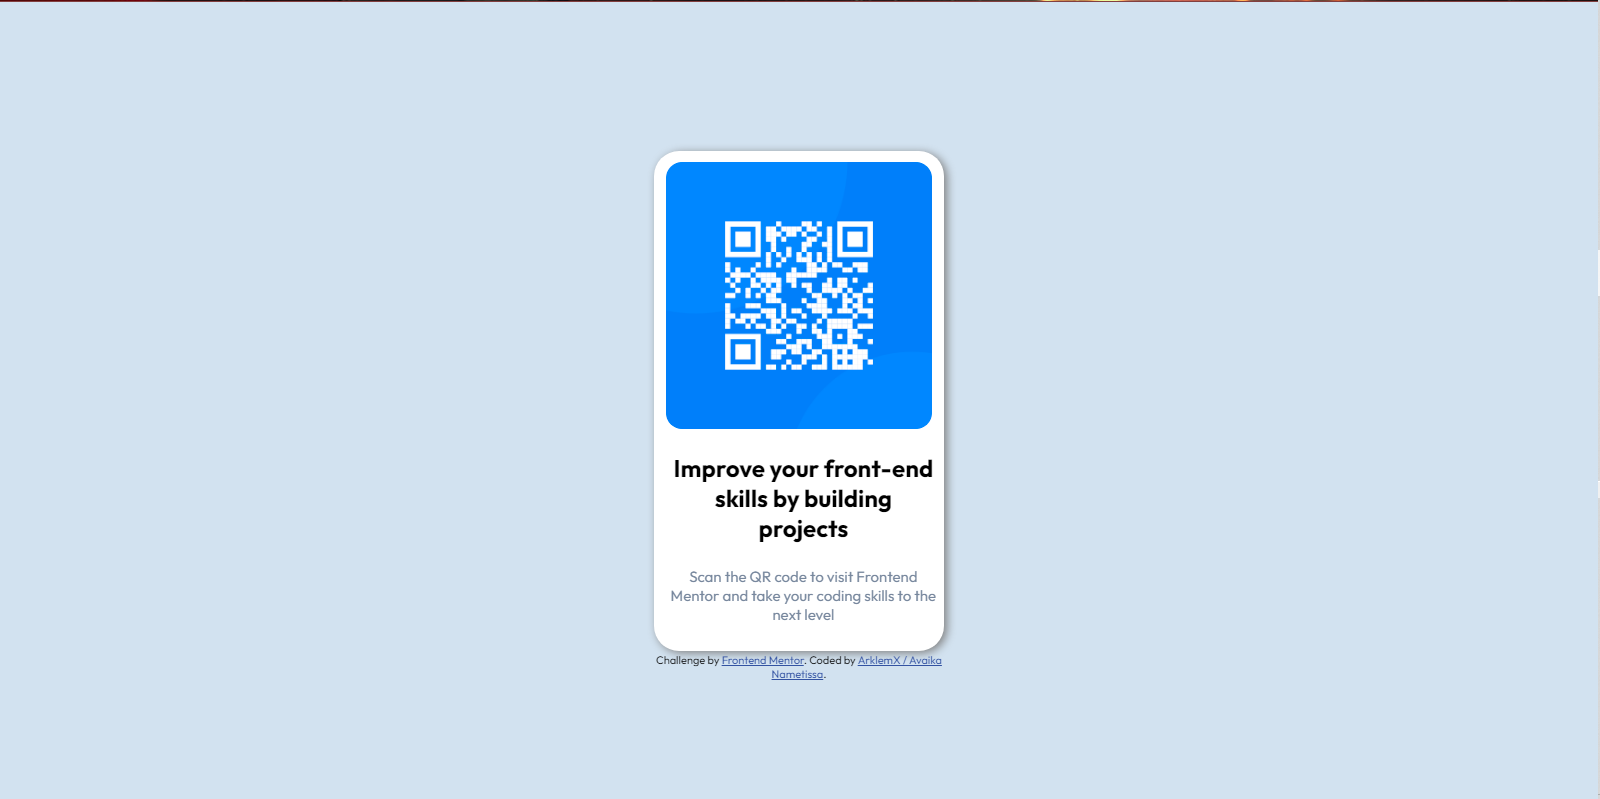 Improve your front-end
skills by building
projects
Scan the QR code to visit Frontend
Mentor and take your coding skills to the
next level
Challenge by Frontend Mentor. Coded by ArklemX / Avaika
Nametissa.